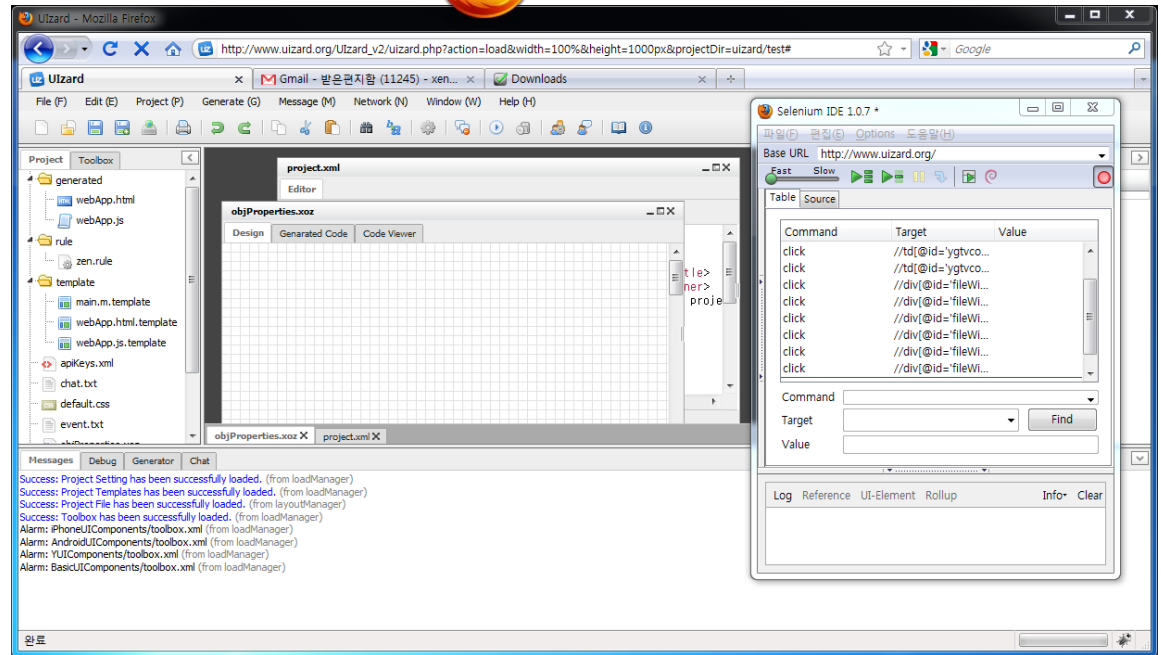 UIzard - Mozilla Firefox
http://www.uizard.org/UIzard_v2/uizard.php?action=load&width=100%&height=1000px&projectDir=uizard/test#
Google
UIzard
Gmail - 받은편지함 (11245) - xen...
Downloads
File (F) Edit (E) Project (P) Generate (G) Message (M) Network (N) Window (W) Help (H)
Project Toolbox
generated
webApp.html
webApp.js
rule
zen.rule
template
main.m.template
webApp.html.template
webApp.js.template
apiKeys.xml
chat.txt
default.css
event.txt
project.xml
Editor
objProperties.xoz
Design Genarated Code Code Viewer
tle>
ner>
proje
objProperties.xoz X project.xml X
Messages Debug Generator Chat
Success: Project Setting has been successfully loaded. (from loadManager)
Success: Project Templates has been successfully loaded. (from loadManager)
Success: Project File has been successfully loaded. (from layoutManager)
Success: Toolbox has been successfully loaded. (from loadManager)
Alarm: iPhoneUIComponents/toolbox.xml (from loadManager)
Alarm: AndroidUIComponents/toolbox.xml (from loadManager)
Alarm: YUIComponents/toolbox.xml (from loadManager)
Alarm: BasicUIComponents/toolbox.xml (from loadManager)
완료
Selenium IDE 1.0.7 *
파일(F) 편집(E) Options 도움말(H)
Base URL http://www.uizard.org/
Fast Slow
Table Source
Command Target Value
click //td[@id='ygtvco...
click //td[@id='ygtvco...
click //div[@id='fileWi...
click //div[@id='fileWi...
click //div[@id='fileWi...
click //div[@id='fileWi...
click //div[@id='fileWi...
click //div[@id='fileWi...
Command
Target Find
Value
Log Reference UI-Element Rollup Info Clear